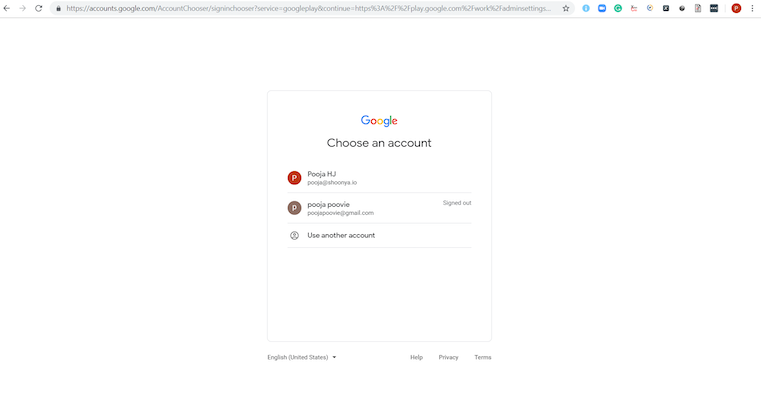 https://accounts.google.com/AccountChooser/signinchooser?service=googleplay&continue=https%3A%2F%2Fplay.google.com%2Fwork%2Fadminsettings...
P
Google
Choose an account
P
Pooja HJ
pooja@shoonya.io
p
pooja poovie
Signed out
poojapoovie@gmail.com
Use another account
English (United States)
Help
Privacy
Terms